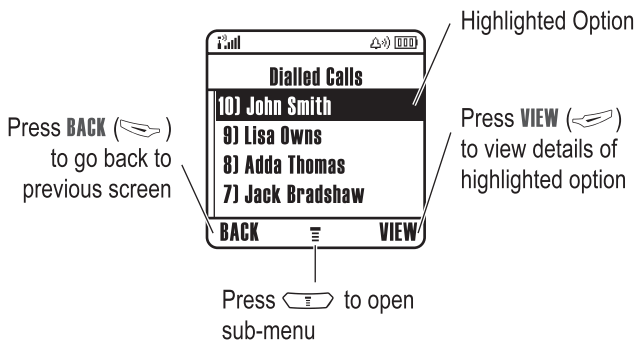 Highlighted Option
Dialled Calls
10) John Smith
9) Lisa Owns
8) Adda Thomas
7) Jack Bradshaw
BACK
VIEW
Press BACK ( )
to go back to
previous screen
Press VIEW ( )
to view details of
highlighted option
Press to open
sub-menu